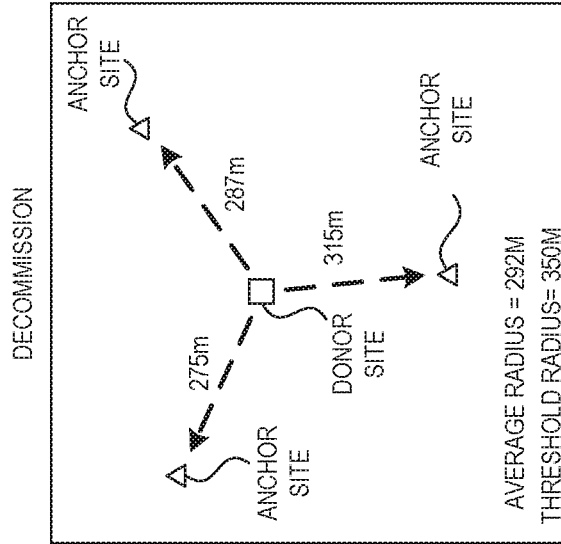 DECOMMISSION
ANCHOR
SITE
287m
275m
315m
ANCHOR
SITE
DONOR
SITE
ANCHOR
SITE
AVERAGE RADIUS = 292M
THRESHOLD RADIUS= 350M